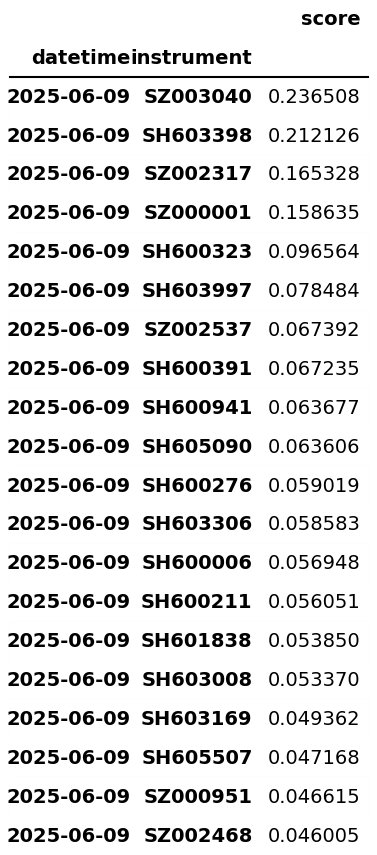 score
datetime instrument
2025-06-09 SZ003040 0.236508
2025-06-09 SH603398 0.212126
2025-06-09 SZ002317 0.165328
2025-06-09 SZ000001 0.158635
2025-06-09 SH600323 0.096564
2025-06-09 SH603997 0.078484
2025-06-09 SZ002537 0.067392
2025-06-09 SH600391 0.067235
2025-06-09 SH600941 0.063677
2025-06-09 SH605090 0.063606
2025-06-09 SH600276 0.059019
2025-06-09 SH603306 0.058583
2025-06-09 SH600006 0.056948
2025-06-09 SH600211 0.056051
2025-06-09 SH601838 0.053850
2025-06-09 SH603008 0.053370
2025-06-09 SH603169 0.049362
2025-06-09 SH605507 0.047168
2025-06-09 SZ000951 0.046615
2025-06-09 SZ002468 0.046005